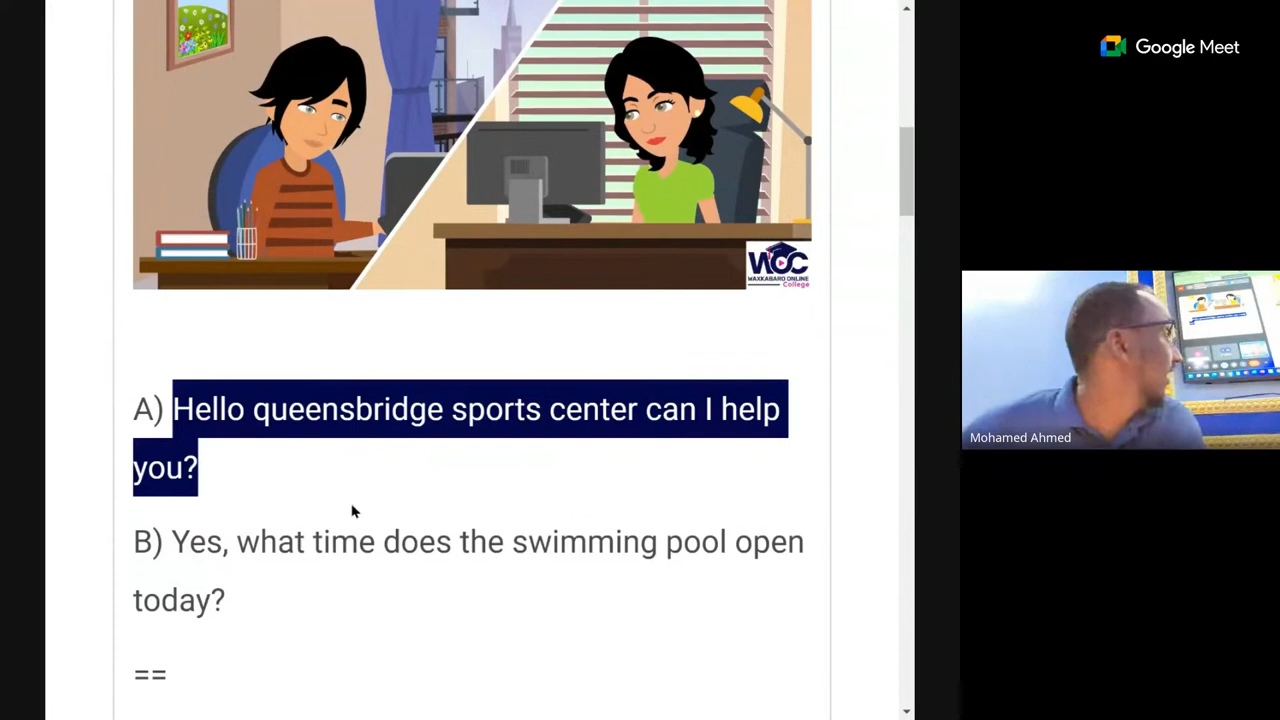 Google Meet
WOC
WAXKABARO ONLINE
College
A) Hello queensbridge sports center can I help
you?
B) Yes, what time does the swimming pool open
today?
==
Mohamed Ahmed